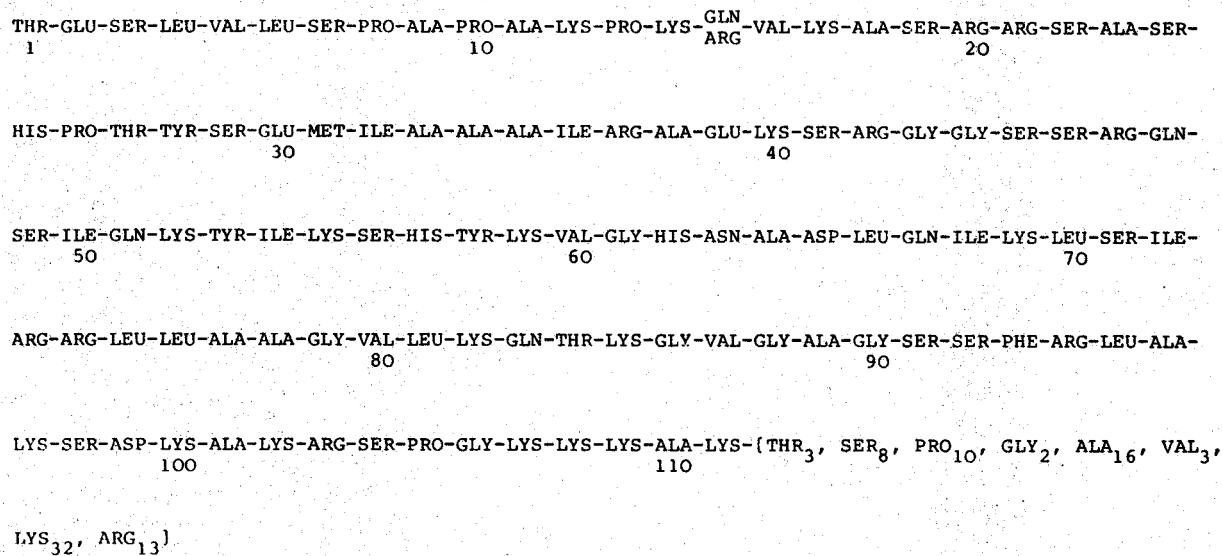 THR-GLU-SER-LEU-VAL-LEU-SER-PRO-ALA-PRO-ALA-LYS-PRO-LYS-GLN-VAL-LYS-ALA-SER-ARG-ARG-SER-ALA-SER-
ARG
1 10 20
HIS-PRO-THR-TYR-SER-GLU-MET-ILE-ALA-ALA-ALA-ILE-ARG-ALA-GLU-LYS-SER-ARG-GLY-GLY-SER-SER-ARG-GLN-
30 40
SER-ILE-GLN-LYS-TYR-ILE-LYS-SER-HIS-TYR-LYS-VAL-GLY-HIS-ASN-ALA-ASP-LEU-GLN-ILE-LYS-LEU-SER-ILE-
50 60 70
ARG-ARG-LEU-LEU-ALA-ALA-GLY-VAL-LEU-LYS-GLN-THR-LYS-GLY-VAL-GLY-ALA-GLY-SER-SER-PHE-ARG-LEU-ALA-
80 90
LYS-SER-ASP-LYS-ALA-LYS-ARG-SER-PRO-GLY-LYS-LYS-LYS-ALA-LYS-{THR3, SER8, PRO10, GLY2, ALA16, VAL3,
100 110
LYS32, ARG13}